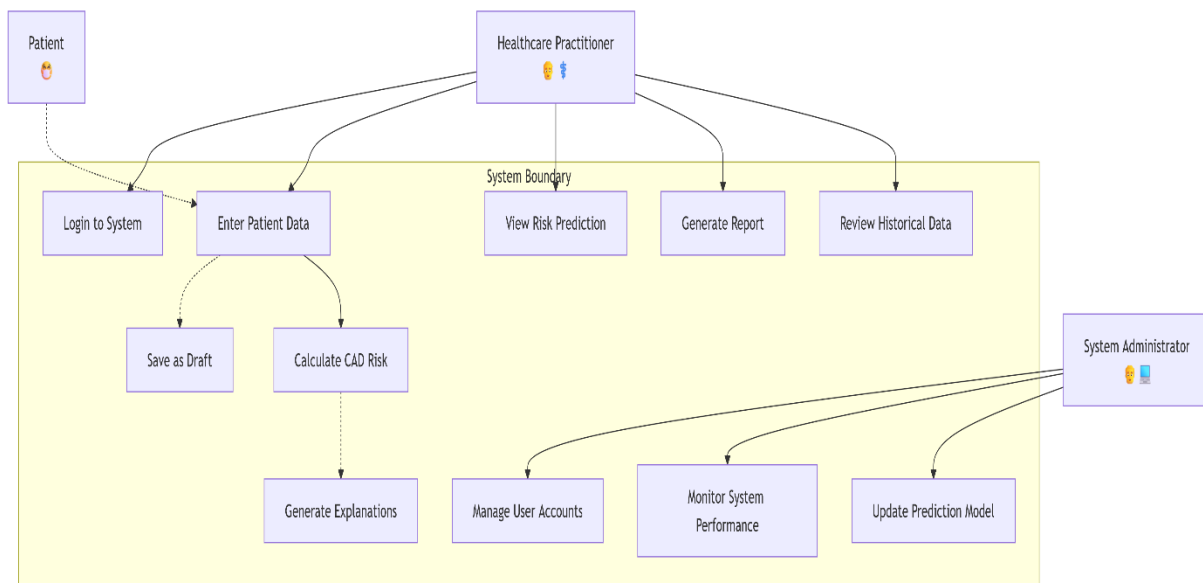 Patient
Healthcare Practitioner
System Boundary
Login to System
Enter Patient Data
View Risk Prediction
Generate Report
Review Historical Data
Save as Draft
Calculate CAD Risk
System Administrator
Generate Explanations
Manage User Accounts
Monitor System
Performance
Update Prediction Model